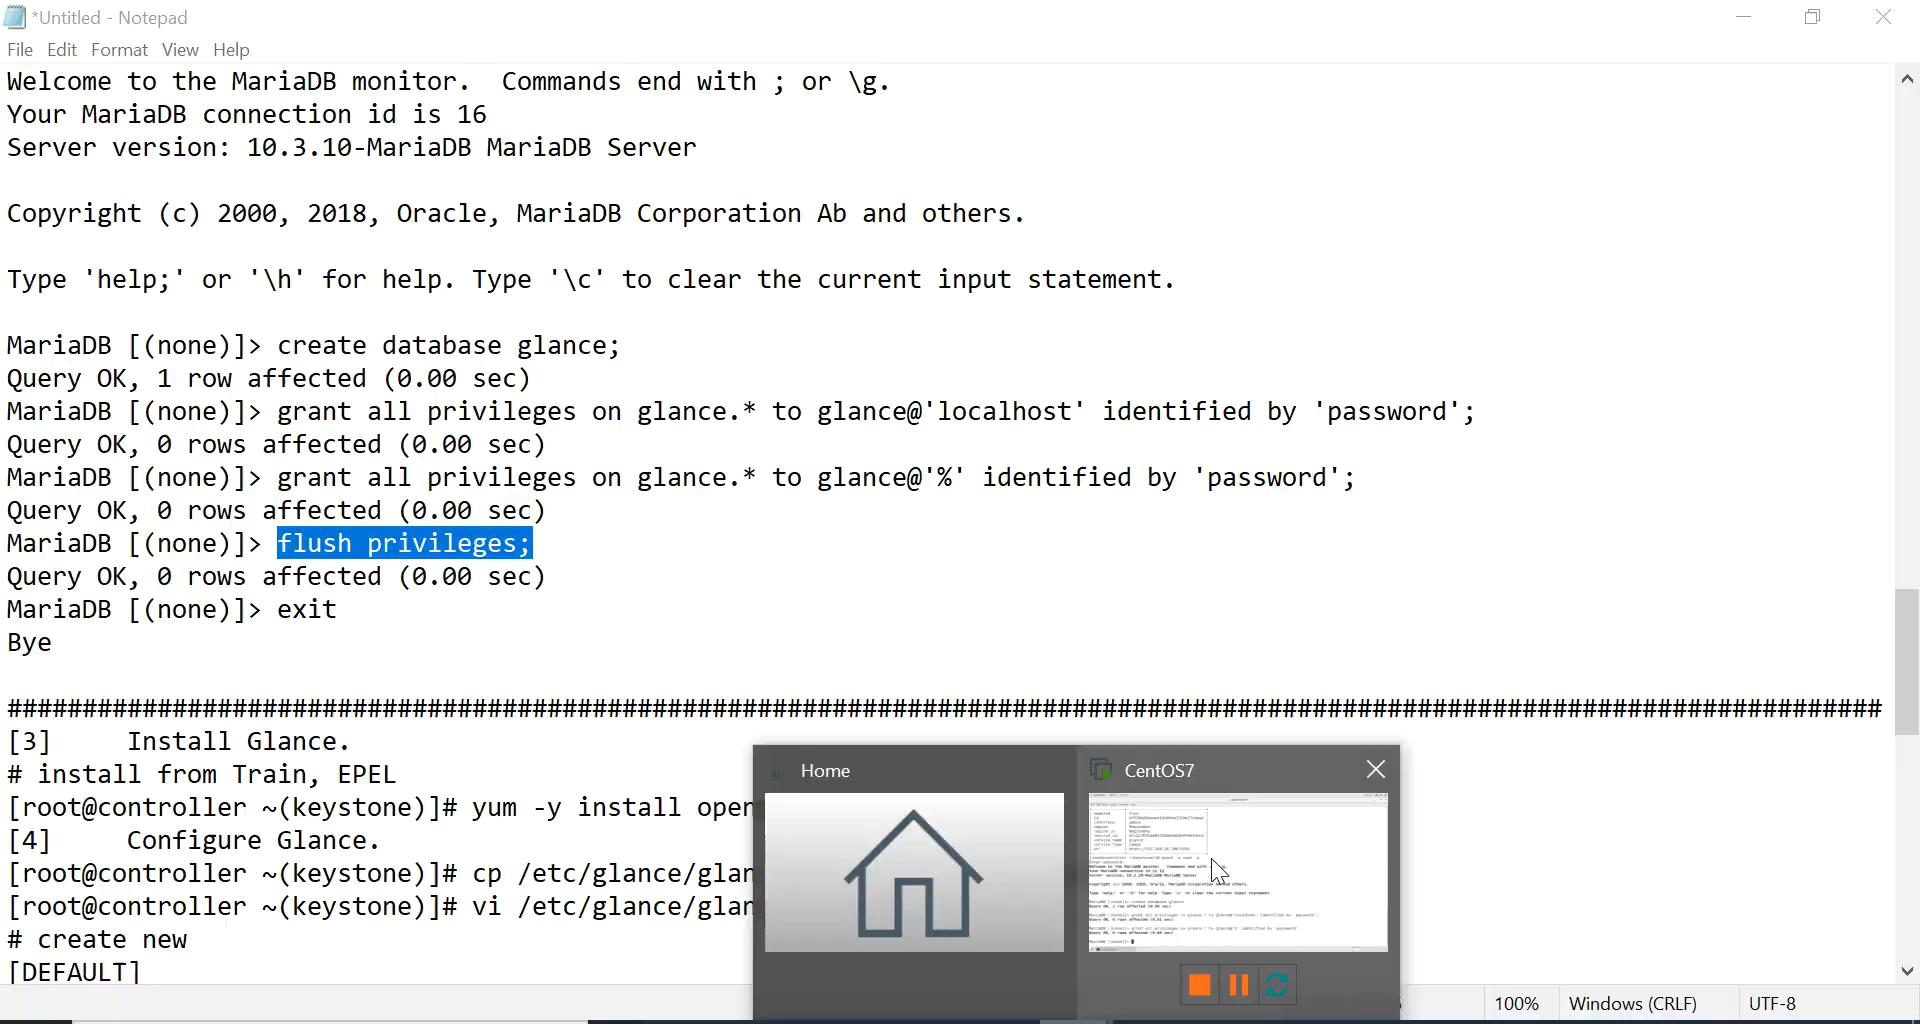 *Untitled - Notepad
File Edit Format View Help
Welcome to the MariaDB monitor.  Commands end with ; or \g.
Your MariaDB connection id is 16
Server version: 10.3.10-MariaDB MariaDB Server
Copyright (c) 2000, 2018, Oracle, MariaDB Corporation Ab and others.
Type 'help;' or '\h' for help. Type '\c' to clear the current input statement.
MariaDB [(none)]> create database glance;
Query OK, 1 row affected (0.00 sec)
MariaDB [(none)]> grant all privileges on glance.* to glance@'localhost' identified by 'password';
Query OK, 0 rows affected (0.00 sec)
MariaDB [(none)]> grant all privileges on glance.* to glance@'%' identified by 'password';
Query OK, 0 rows affected (0.00 sec)
MariaDB [(none)]> flush privileges;
Query OK, 0 rows affected (0.00 sec)
MariaDB [(none)]> exit
Bye
#############################################################################################################################
[3]     Install Glance.
# install from Train, EPEL
[root@controller ~(keystone)]# yum -y install open
[4]     Configure Glance.
[root@controller ~(keystone)]# cp /etc/glance/glan
[root@controller ~(keystone)]# vi /etc/glance/glan
# create new
[DEFAULT]
Home
CentOS7
100%
Windows (CRLF)
UTF-8